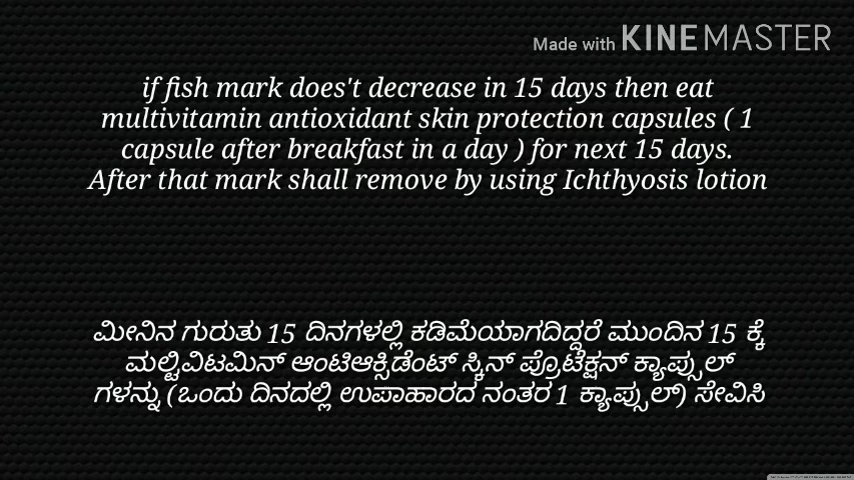 Made with KINEMASTER
if fish mark does't decrease in 15 days then eat
multivitamin antioxidant skin protection capsules ( 1
capsule after breakfast in a day ) for next 15 days.
After that mark shall remove by using Ichthyosis lotion
ಮೀನಿನ ಗುರುತು 15 ದಿನಗಳಲ್ಲಿ ಕಡಿಮೆಯಾಗದಿದ್ದರೆ ಮುಂದಿನ 15 ಕ್ಕೆ
ಮಲ್ಟಿವಿಟಮಿನ್ ಆಂಟಿಆಕ್ಸಿಡೆಂಟ್ ಸ್ಕಿನ್ ಪ್ರೊಟೆಕ್ಷನ್ ಕ್ಯಾಪ್ಸುಲ್
ಗಳನ್ನು (ಒಂದು ದಿನದಲ್ಲಿ ಉಪಾಹಾರದ ನಂತರ 1 ಕ್ಯಾಪ್ಸುಲ್) ಸೇವಿಸಿ